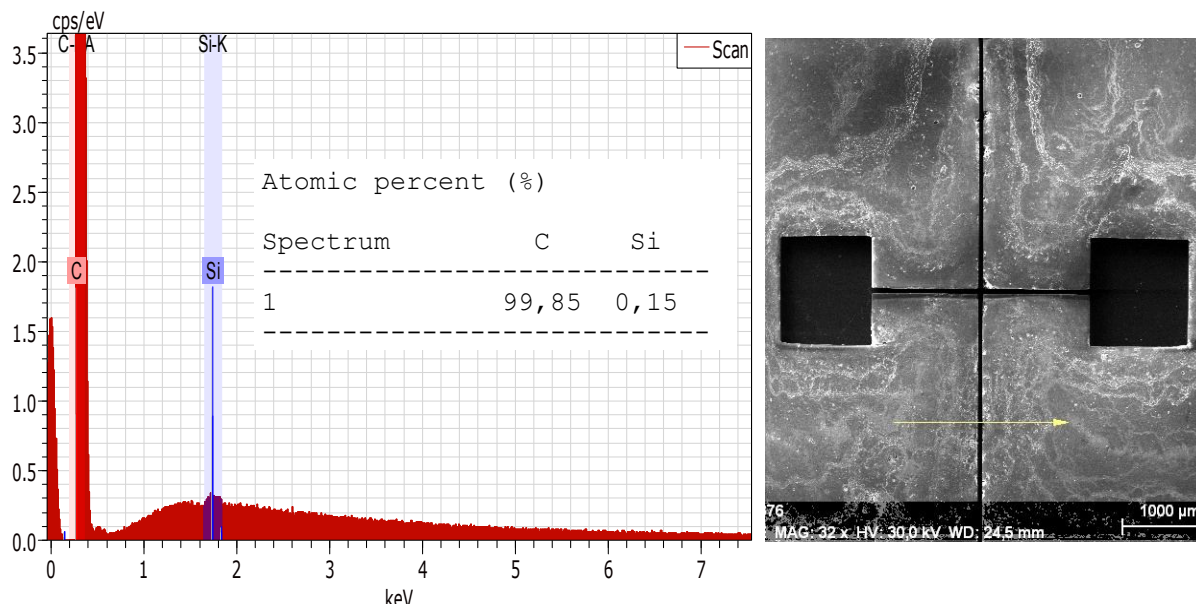 cps/eV
C- A Si-K
Scan
3.5
3.0
2.5
2.0
1.5
1.0
0.5
0.0
C Si
Atomic percent (%)
Spectrum C Si
-----------------------------
1 99,85 0,15
-----------------------------
0 1 2 3 4 5 6 7
keV
76 1000 µm
MAG: 32 x HV: 30,0 kV WD: 24,5 mm